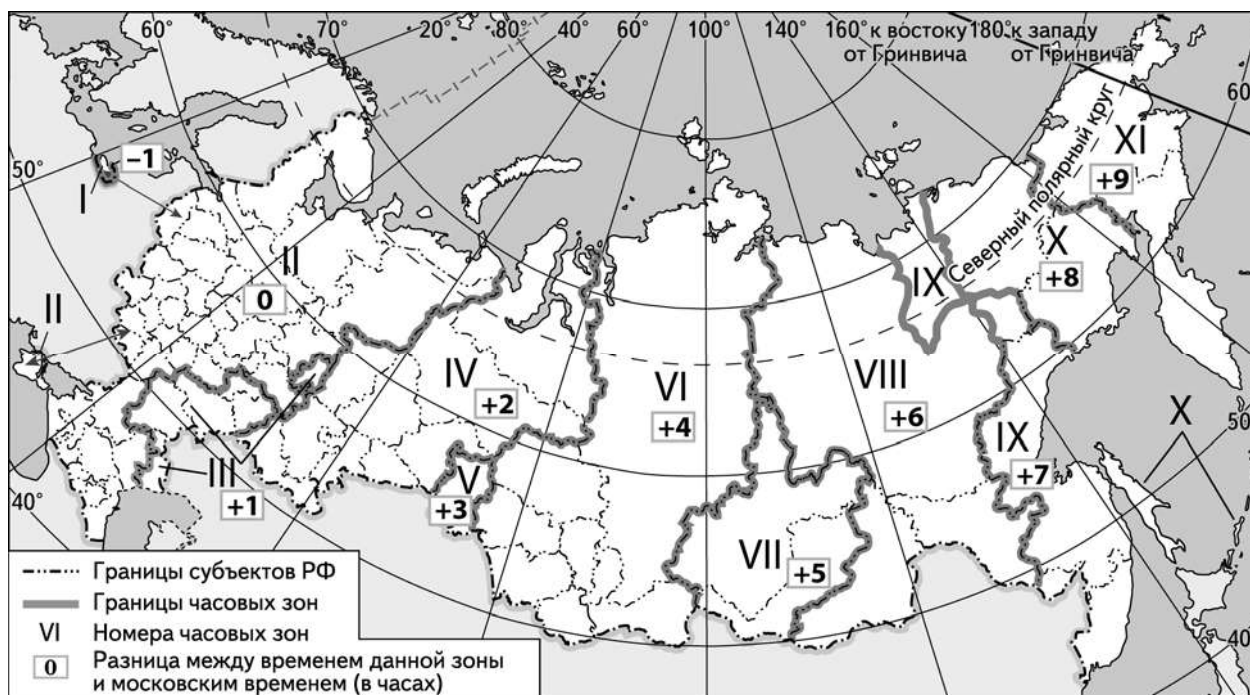 60° 70° 20° 40° 60° 80° 100° 120° 140° 160° к востоку 180° к западу
от Гринвича от Гринвича
60°
50°
–1
I
II
0
II
40°
III
+1
IV
+2
V
+3
VI
+4
VII
+5
VIII
+6
IX
IX
+7
X
+8
XI
+9
Северный полярный круг
X
50°
40°
Границы субъектов РФ
Границы часовых зон
VI Номера часовых зон
0 Разница между временем данной зоны
и московским временем (в часах)